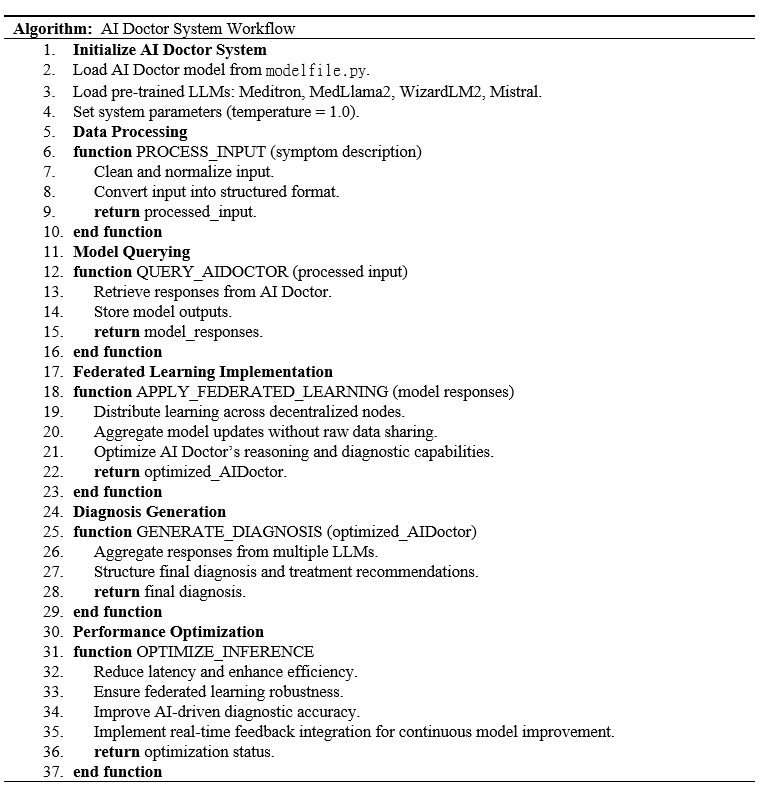 Algorithm: AI Doctor System Workflow
1. Initialize AI Doctor System
2. Load AI Doctor model from modelfile.py.
3. Load pre-trained LLMs: Meditron, MedLlama2, WizardLM2, Mistral.
4. Set system parameters (temperature = 1.0).
5. Data Processing
6. function PROCESS_INPUT (symptom description)
7. Clean and normalize input.
8. Convert input into structured format.
9. return processed_input.
10. end function
11. Model Querying
12. function QUERY_AIDOCTOR (processed input)
13. Retrieve responses from AI Doctor.
14. Store model outputs.
15. return model_responses.
16. end function
17. Federated Learning Implementation
18. function APPLY_FEDERATED_LEARNING (model responses)
19. Distribute learning across decentralized nodes.
20. Aggregate model updates without raw data sharing.
21. Optimize AI Doctor’s reasoning and diagnostic capabilities.
22. return optimized_AIDoctor.
23. end function
24. Diagnosis Generation
25. function GENERATE_DIAGNOSIS (optimized_AIDoctor)
26. Aggregate responses from multiple LLMs.
27. Structure final diagnosis and treatment recommendations.
28. return final diagnosis.
29. end function
30. Performance Optimization
31. function OPTIMIZE_INFERENCE
32. Reduce latency and enhance efficiency.
33. Ensure federated learning robustness.
34. Improve AI-driven diagnostic accuracy.
35. Implement real-time feedback integration for continuous model improvement.
36. return optimization status.
37. end function